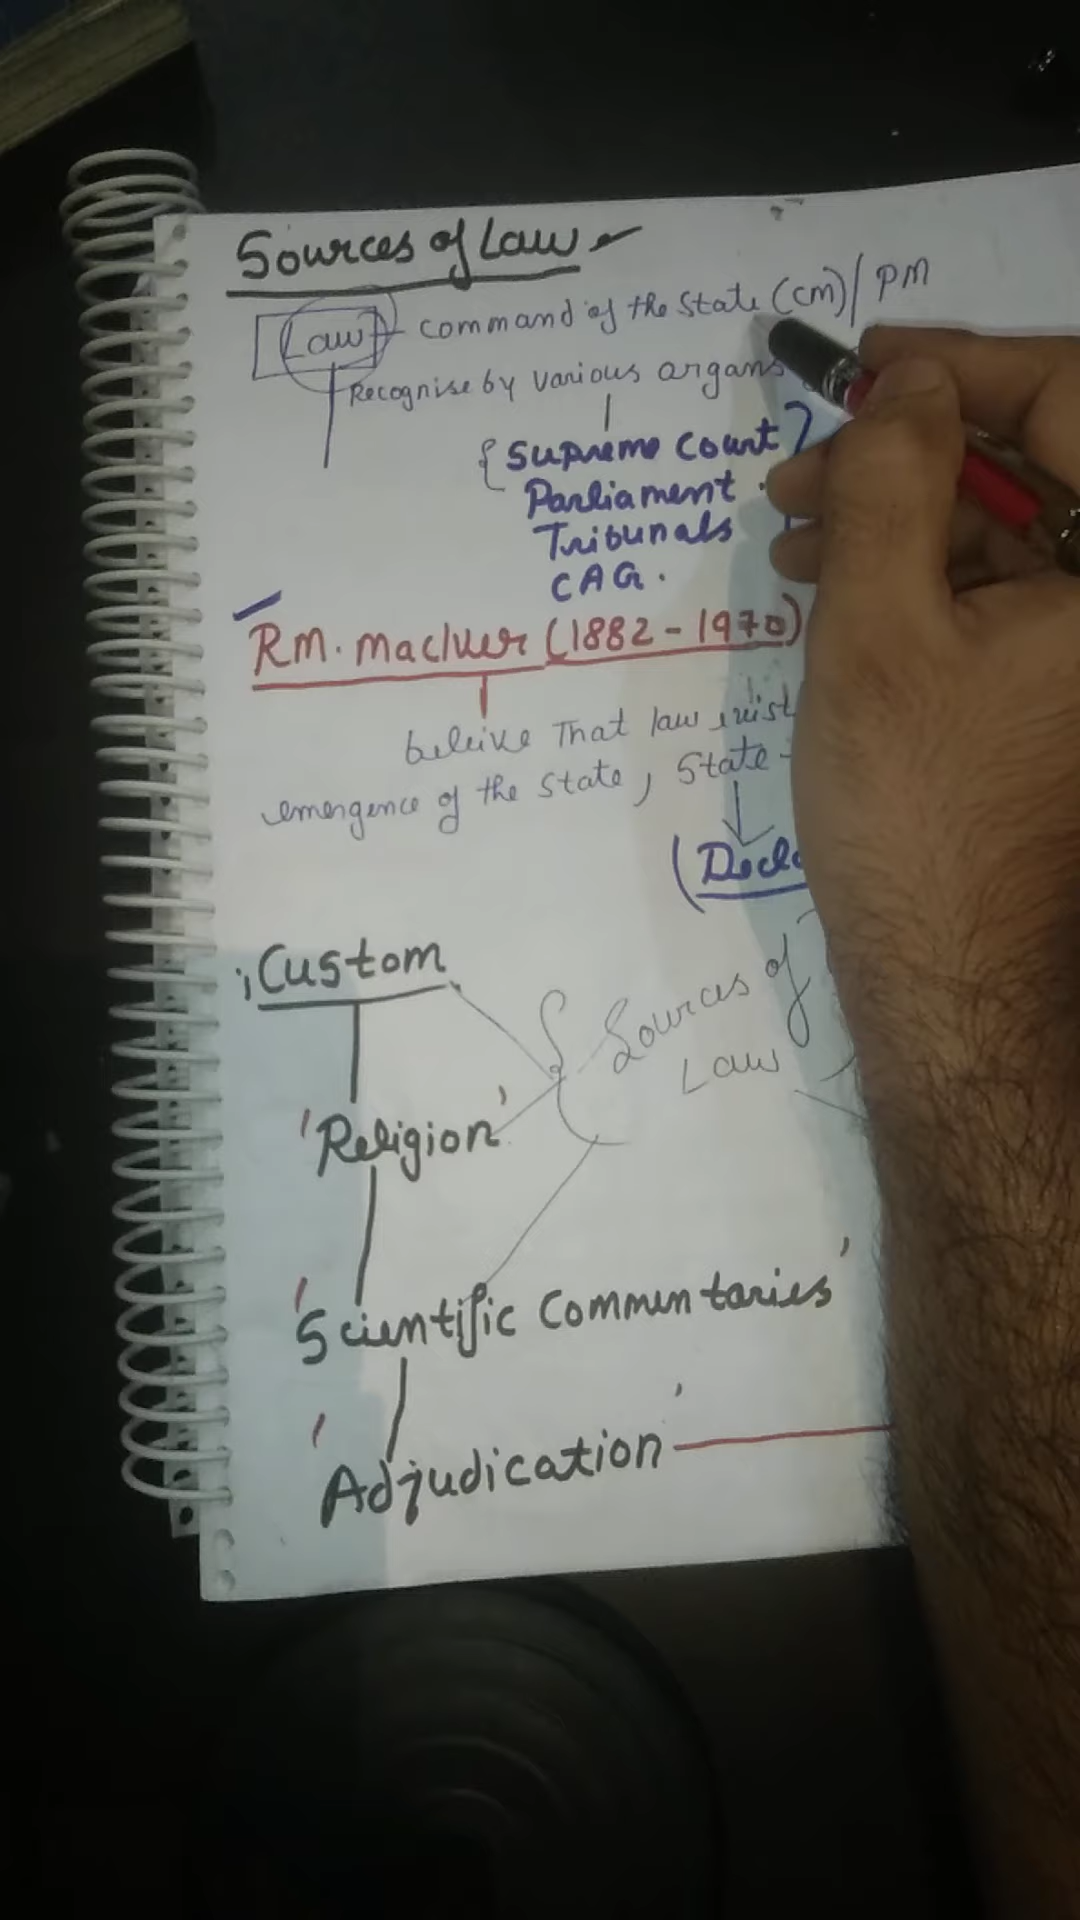 Sources of Law
Law - command of the state (cm) / PM
Recognise by various organs
{ Supreme Court }
Parliament.
Tribunals
CAG.
R.M. MacIver (1882-1970)
beleive That law exist
emergence of the state, State -
(Decla
Custom
Sources of
Law
'Religion'
'Scientific Commentaries'
'Adjudication'